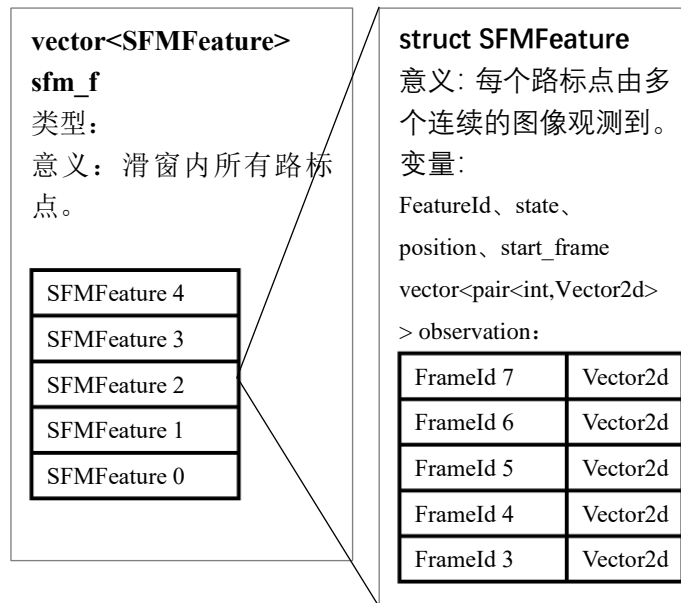 vector<SFMFeature>
sfm_f
类型：
意义：滑窗内所有路标
点。
SFMFeature 4
SFMFeature 3
SFMFeature 2
SFMFeature 1
SFMFeature 0
struct SFMFeature
意义：每个路标点由多
个连续的图像观测到。
变量：
FeatureId、state、
position、start_frame
vector<pair<int,Vector2d>
> observation：
FrameId 7 Vector2d
FrameId 6 Vector2d
FrameId 5 Vector2d
FrameId 4 Vector2d
FrameId 3 Vector2d